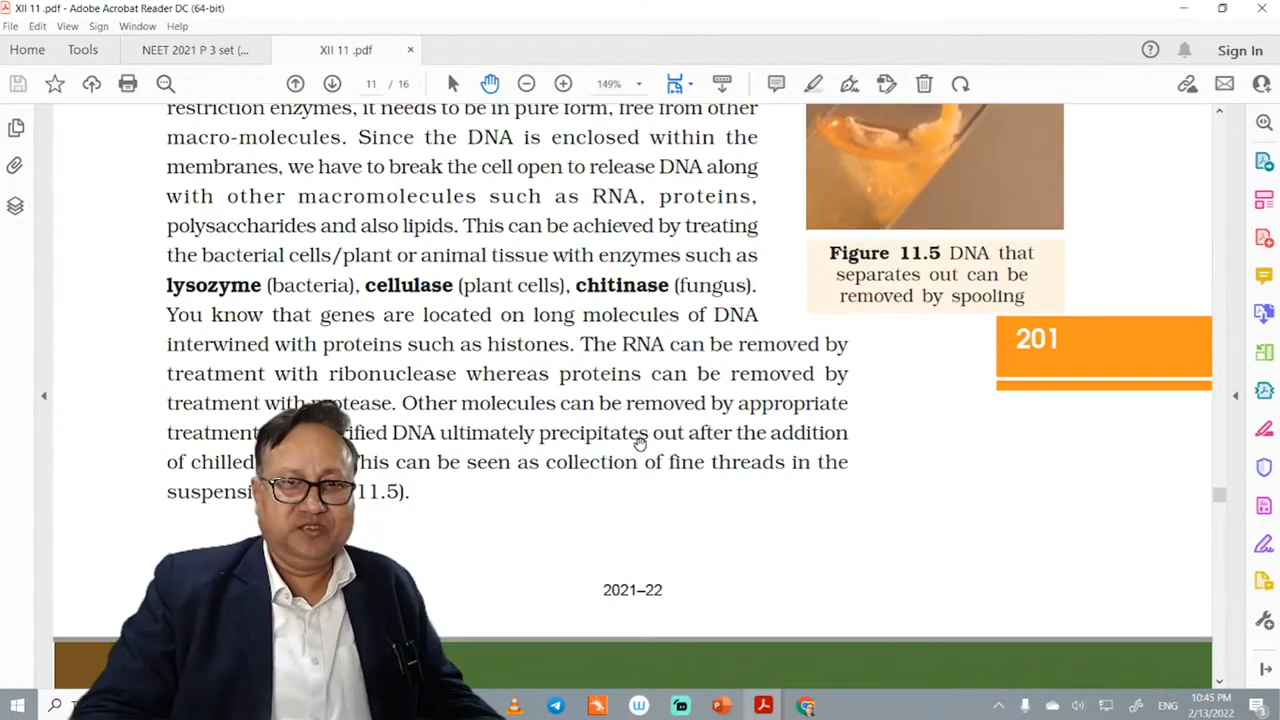 XII 11 .pdf - Adobe Acrobat Reader DC (64-bit)
File Edit View Sign Window Help
Home Tools NEET 2021 P 3 set (... XII 11 .pdf × Sign In
11 / 16 149%
restriction enzymes, it needs to be in pure form, free from other
macro-molecules. Since the DNA is enclosed within the
membranes, we have to break the cell open to release DNA along
with other macromolecules such as RNA, proteins,
polysaccharides and also lipids. This can be achieved by treating
the bacterial cells/plant or animal tissue with enzymes such as
lysozyme (bacteria), cellulase (plant cells), chitinase (fungus).
You know that genes are located on long molecules of DNA
interwined with proteins such as histones. The RNA can be removed by
treatment with ribonuclease whereas proteins can be removed by
treatment with protease. Other molecules can be removed by appropriate
DNA ultimately precipitates out after the addition
of chilled This can be seen as collection of fine threads in the
11.5).
Figure 11.5 DNA that
separates out can be
removed by spooling
201
2021–22
ENG
10:45 PM
2/13/2022